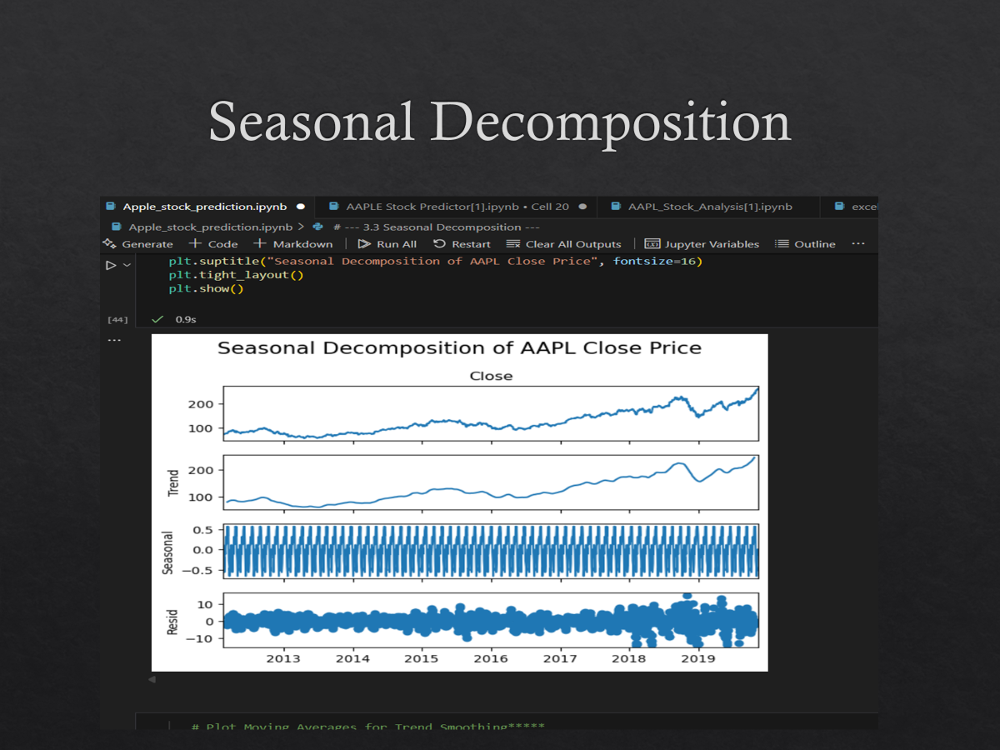 Seasonal Decomposition
Apple_stock_prediction.ipynb ● AAPLE Stock Predictor[1].ipynb • Cell 20 ● AAPL_Stock_Analysis[1].ipynb excel
Apple_stock_prediction.ipynb > # --- 3.3 Seasonal Decomposition ---
Generate + Code + Markdown | Run All Restart Clear All Outputs | Jupyter Variables Outline ...
plt.suptitle("Seasonal Decomposition of AAPL Close Price", fontsize=16)
plt.tight_layout()
plt.show()
[44] ✓ 0.9s
...
Seasonal Decomposition of AAPL Close Price
Close
200
100
Trend
200
100
Seasonal
0.5
0.0
−0.5
Resid
10
0
−10
2013 2014 2015 2016 2017 2018 2019
# Plot Moving Averages for Trend Smoothing*****